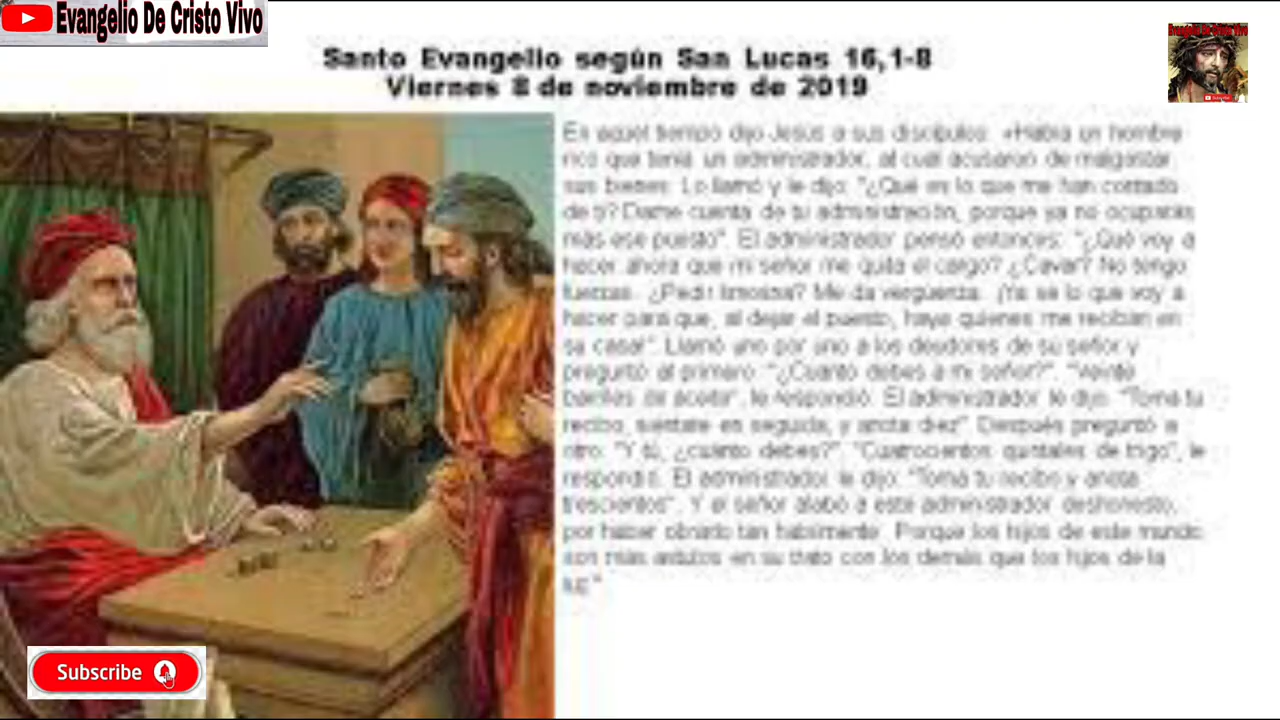 Evangelio De Cristo Vivo
Evangelio De Cristo Vivo
Santo Evangelio según San Lucas 16,1-8
Viernes 8 de noviembre de 2019
En aquel tiempo dijo Jesús a sus discípulos: «Había un hombre
rico que tenía un administrador, al cual acusaron de malgastar
sus bienes. Lo llamó y le dijo: "¿Qué es lo que me han contado
de ti? Dame cuenta de tu administración, porque ya no ocuparás
más ese puesto". El administrador pensó entonces: "¿Qué voy a
hacer ahora que mi señor me quita el cargo? ¿Cavar? No tengo
fuerzas. ¿Pedir limosna? Me da vergüenza. ¡Ya sé lo que voy a
hacer para que, al dejar el puesto, haya quienes me reciban en
su casa!". Llamó uno por uno a los deudores de su señor y
preguntó al primero: "¿Cuánto debes a mi señor?". "Veinte
barriles de aceite", le respondió. El administrador le dijo: "Toma tu
recibo, siéntate en seguida, y anota diez". Después preguntó a
otro: "Y tú, ¿cuánto debes?". "Cuatrocientos quintales de trigo", le
respondió. El administrador le dijo: "Toma tu recibo y anota
trescientos". Y el señor alabó a este administrador deshonesto,
por haber obrado tan hábilmente. Porque los hijos de este mundo
son más astutos en su trato con los demás que los hijos de la
luz."
Subscribe